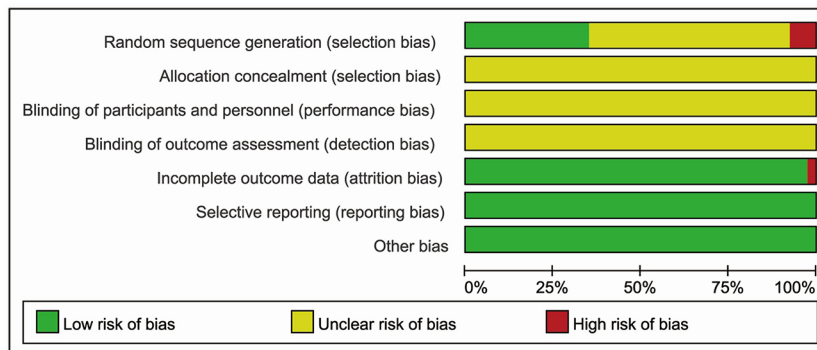 Random sequence generation (selection bias)
Allocation concealment (selection bias)
Blinding of participants and personnel (performance bias)
Blinding of outcome assessment (detection bias)
Incomplete outcome data (attrition bias)
Selective reporting (reporting bias)
Other bias
0% 25% 50% 75% 100%
Low risk of bias Unclear risk of bias High risk of bias